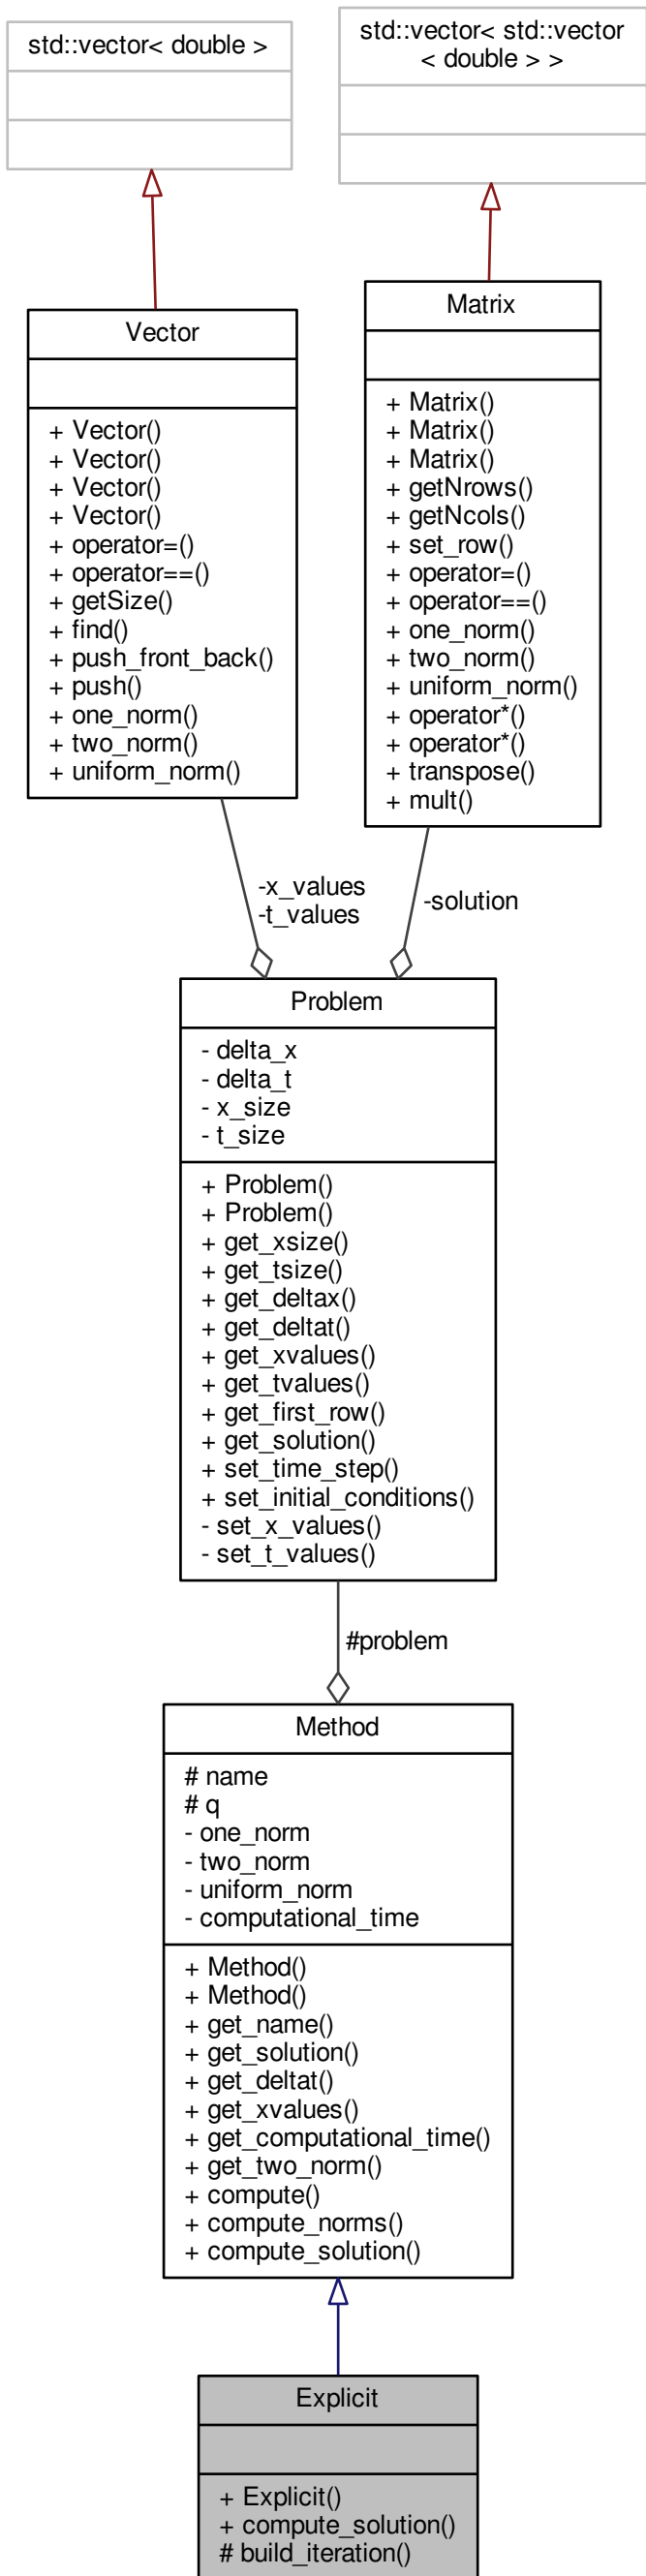 std::vector< double >
std::vector< std::vector
< double > >
Vector
+ Vector()
+ Vector()
+ Vector()
+ Vector()
+ operator=()
+ operator==()
+ getSize()
+ find()
+ push_front_back()
+ push()
+ one_norm()
+ two_norm()
+ uniform_norm()
Matrix
+ Matrix()
+ Matrix()
+ Matrix()
+ getNrows()
+ getNcols()
+ set_row()
+ operator=()
+ operator==()
+ one_norm()
+ two_norm()
+ uniform_norm()
+ operator*()
+ operator*()
+ transpose()
+ mult()
-x_values
-t_values
-solution
Problem
- delta_x
- delta_t
- x_size
- t_size
+ Problem()
+ Problem()
+ get_xsize()
+ get_tsize()
+ get_deltax()
+ get_deltat()
+ get_xvalues()
+ get_tvalues()
+ get_first_row()
+ get_solution()
+ set_time_step()
+ set_initial_conditions()
- set_x_values()
- set_t_values()
#problem
Method
# name
# q
- one_norm
- two_norm
- uniform_norm
- computational_time
+ Method()
+ Method()
+ get_name()
+ get_solution()
+ get_deltat()
+ get_xvalues()
+ get_computational_time()
+ get_two_norm()
+ compute()
+ compute_norms()
+ compute_solution()
Explicit
+ Explicit()
+ compute_solution()
# build_iteration()